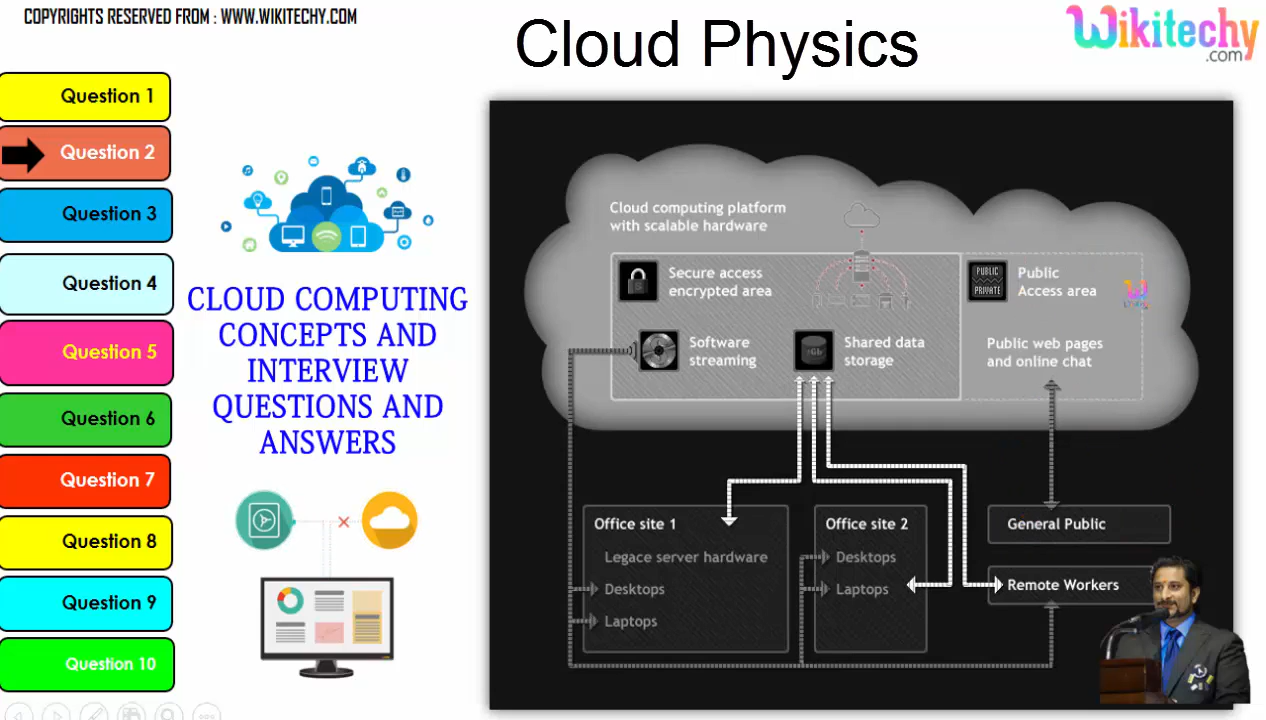 COPYRIGHTS RESERVED FROM : WWW.WIKITECHY.COM
Cloud Physics
Wikitechy
.com
Question 1
Question 2
Question 3
Question 4
Question 5
Question 6
Question 7
Question 8
Question 9
Question 10
CLOUD COMPUTING
CONCEPTS AND
INTERVIEW
QUESTIONS AND
ANSWERS
Cloud computing platform
with scalable hardware
Secure access
encrypted area
PUBLIC
PRIVATE
Public
Access area
Software
streaming
Shared data
storage
Public web pages
and online chat
Office site 1
Legace server hardware
Desktops
Laptops
Office site 2
Desktops
Laptops
General Public
Remote Workers